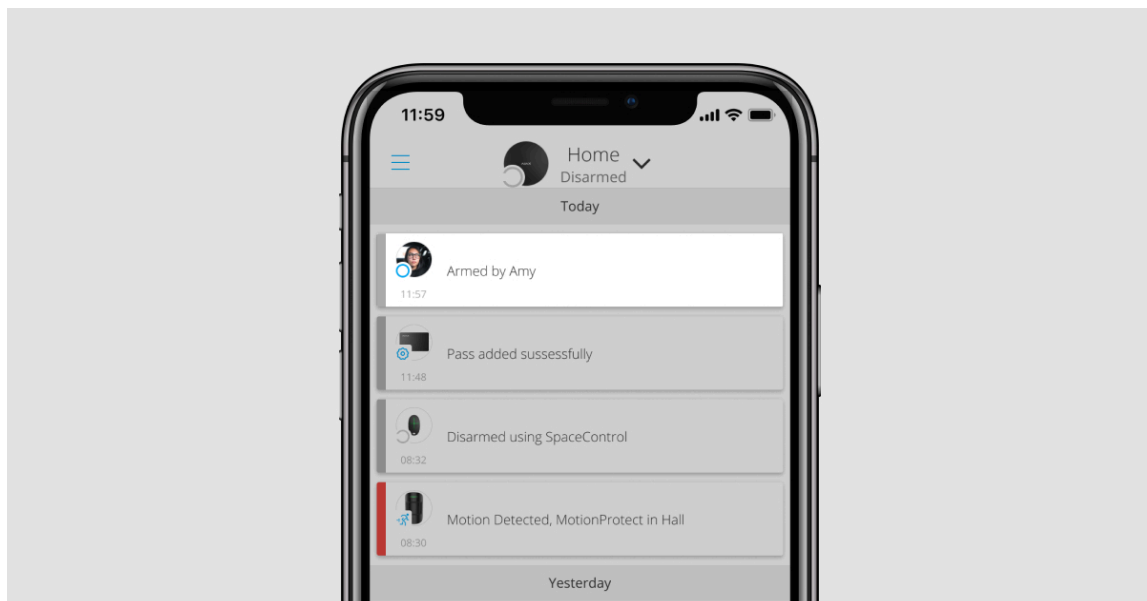 11:59
Home
Disarmed
Today
Armed by Amy
11:57
Pass added sussessfully
11:48
Disarmed using SpaceControl
08:32
Motion Detected, MotionProtect in Hall
08:30
Yesterday